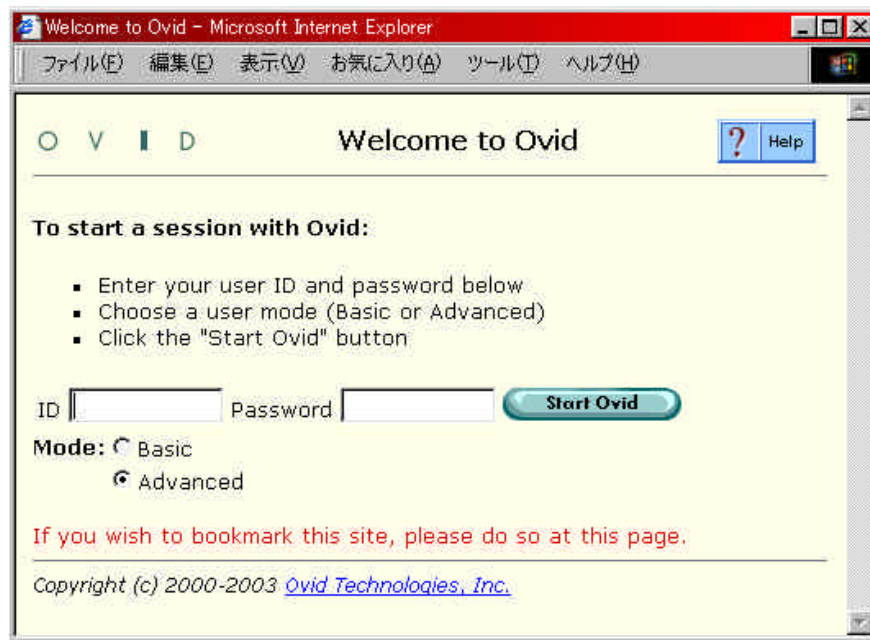 Welcome to Ovid - Microsoft Internet Explorer
ファイル(F) 編集(E) 表示(V) お気に入り(A) ツール(T) ヘルプ(H)
O V I D Welcome to Ovid ? Help
To start a session with Ovid:
▪ Enter your user ID and password below
▪ Choose a user mode (Basic or Advanced)
▪ Click the "Start Ovid" button
ID Password Start Ovid
Mode: Basic
Advanced
If you wish to bookmark this site, please do so at this page.
Copyright (c) 2000-2003 Ovid Technologies, Inc.